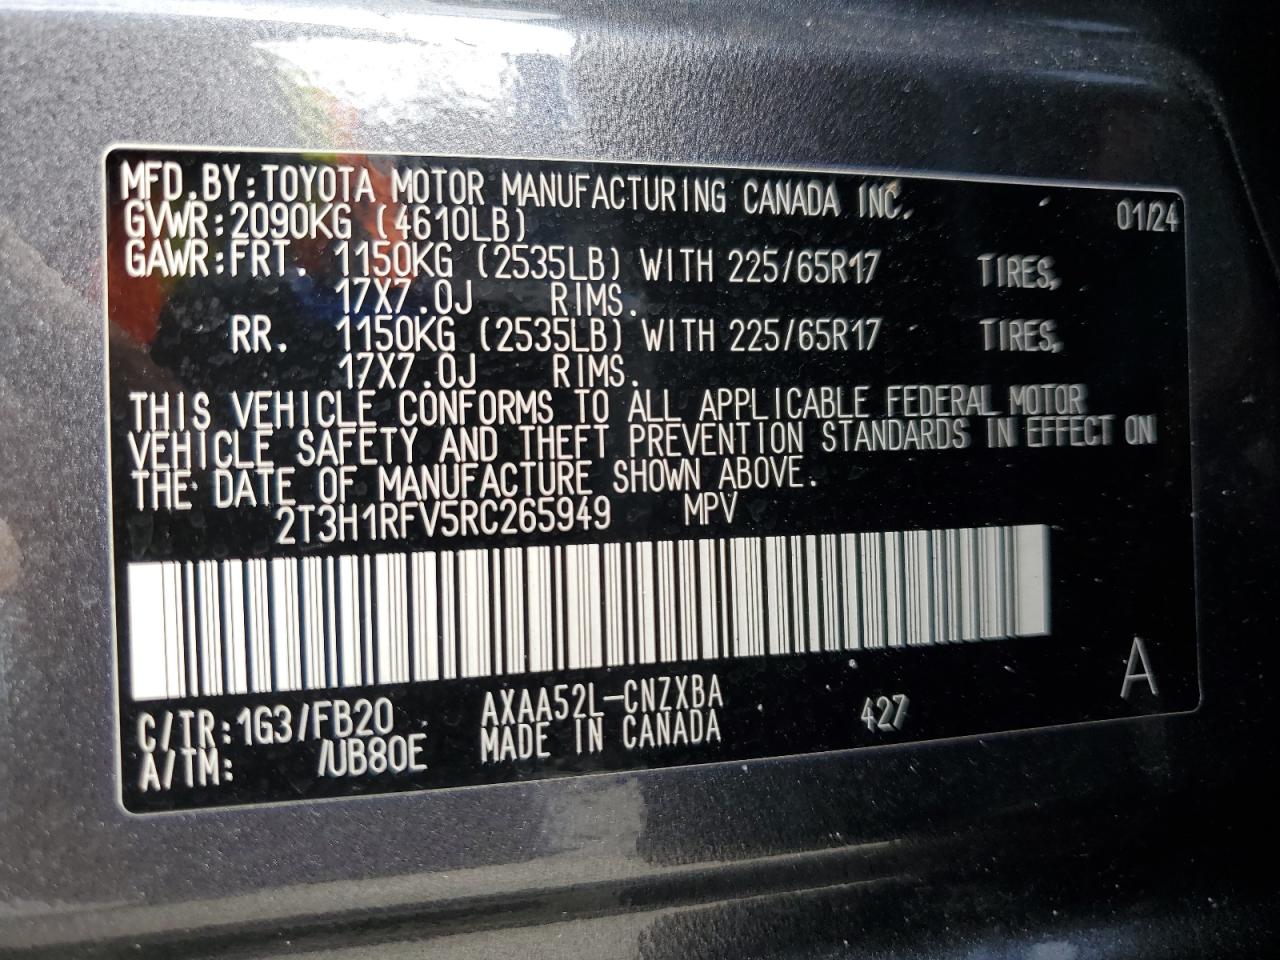 MFD.BY:TOYOTA MOTOR MANUFACTURING CANADA INC.
GVWR:2090KG (4610LB) 01/24
GAWR:FRT. 1150KG (2535LB) WITH 225/65R17 TIRES,
17X7.0J RIMS.
RR. 1150KG (2535LB) WITH 225/65R17 TIRES,
17X7.0J RIMS.
THIS VEHICLE CONFORMS TO ALL APPLICABLE FEDERAL MOTOR
VEHICLE SAFETY AND THEFT PREVENTION STANDARDS IN EFFECT ON
THE DATE OF MANUFACTURE SHOWN ABOVE.
2T3H1RFV5RC265949 MPV
A
C/TR:1G3/FB20 AXAA52L-CNZXBA 427
A/TM: /UB80E MADE IN CANADA